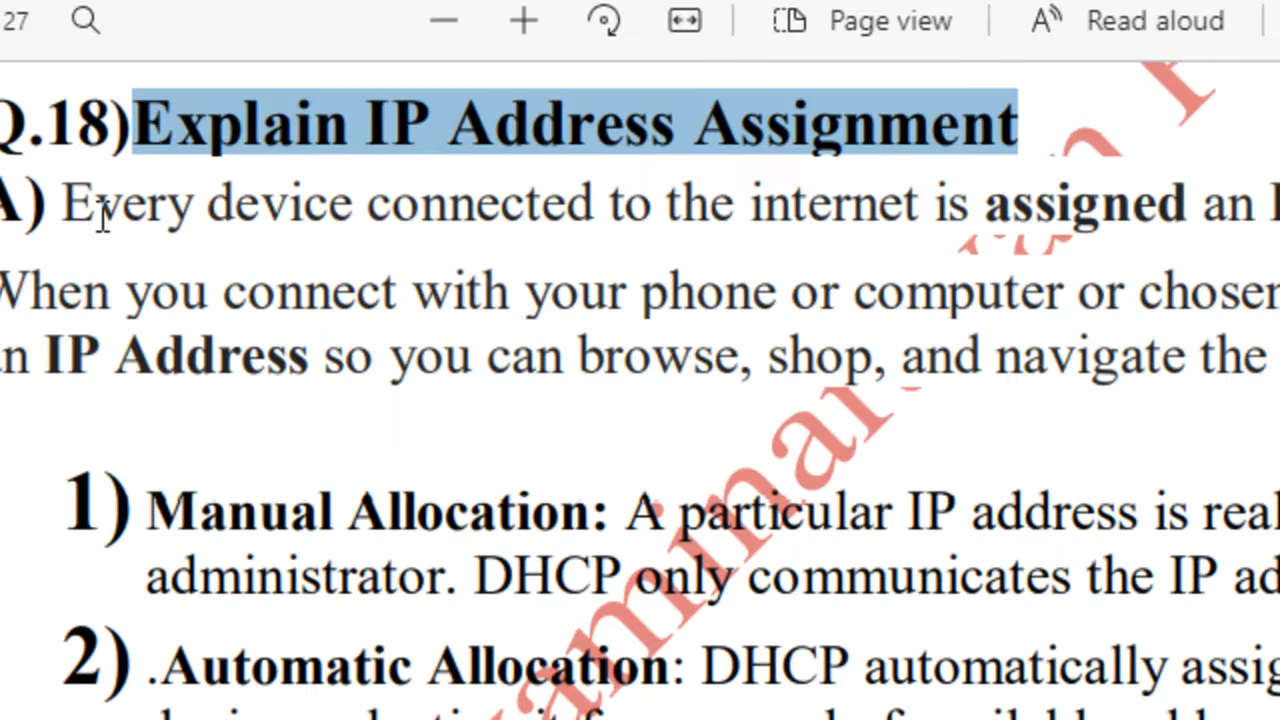 27 Page view Read aloud
Q.18)Explain IP Address Assignment
A) Every device connected to the internet is assigned an
When you connect with your phone or computer or chosen
an IP Address so you can browse, shop, and navigate the
1) Manual Allocation: A particular IP address is
administrator. DHCP only communicates the IP
2) .Automatic Allocation: DHCP automatically